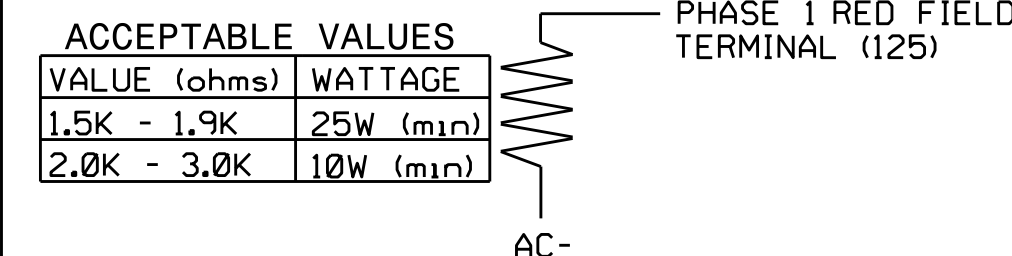 ACCEPTABLE VALUES
VALUE (ohms) WATTAGE
1.5K - 1.9K 25W (min)
2.0K - 3.0K 10W (min)
PHASE 1 RED FIELD
TERMINAL (125)
AC-